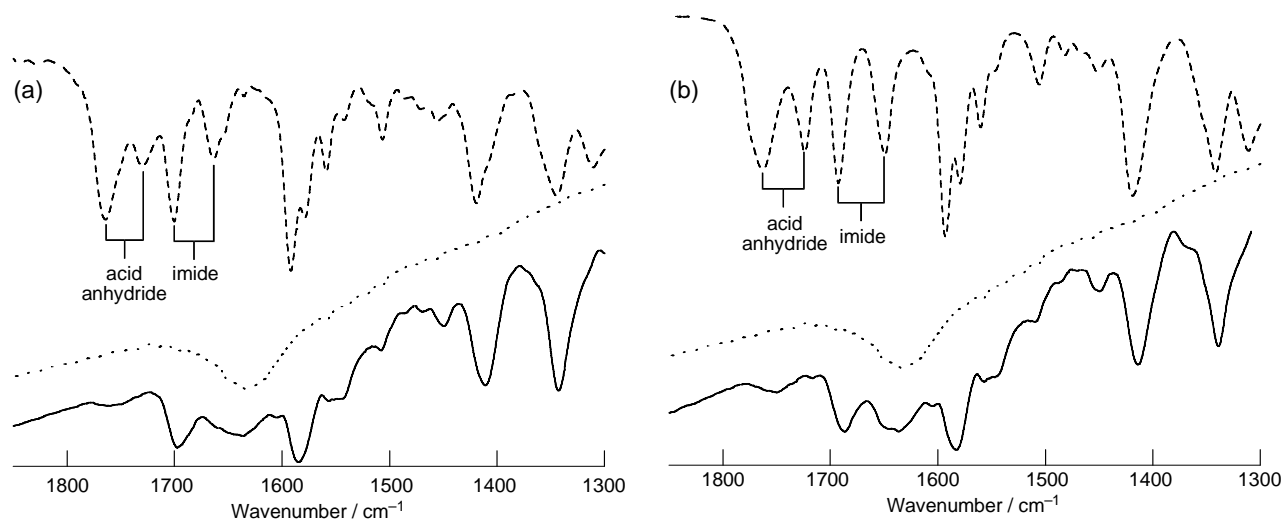 (a)
acid
anhydride
imide
1800 1700 1600 1500 1400 1300
Wavenumber / cm⁻¹
(b)
acid
anhydride
imide
1800 1700 1600 1500 1400 1300
Wavenumber / cm⁻¹